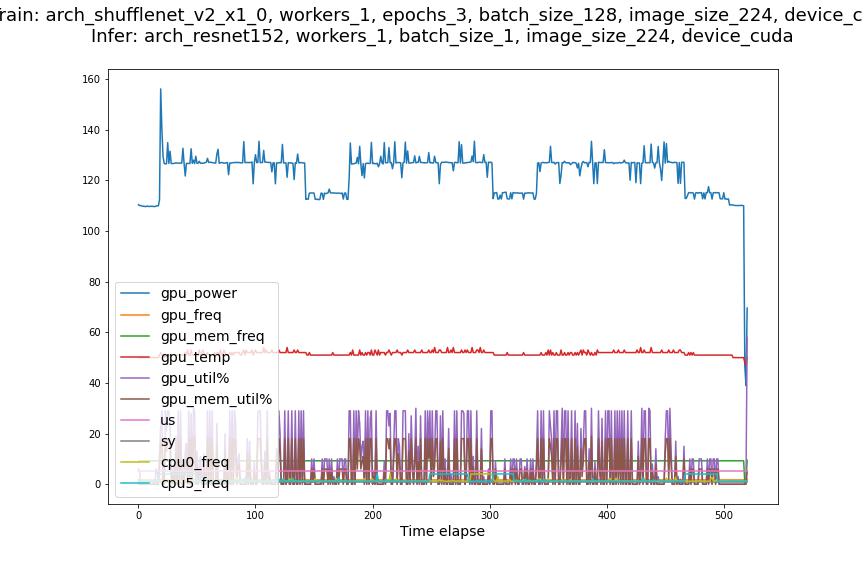 rain: arch_shufflenet_v2_x1_0, workers_1, epochs_3, batch_size_128, image_size_224, device_c
Infer: arch_resnet152, workers_1, batch_size_1, image_size_224, device_cuda
160
140
120
100
80
60
40
20
0
gpu_power
gpu_freq
gpu_mem_freq
gpu_temp
gpu_util%
gpu_mem_util%
us
sy
cpu0_freq
cpu5_freq
0 100 200 300 400 500
Time elapse